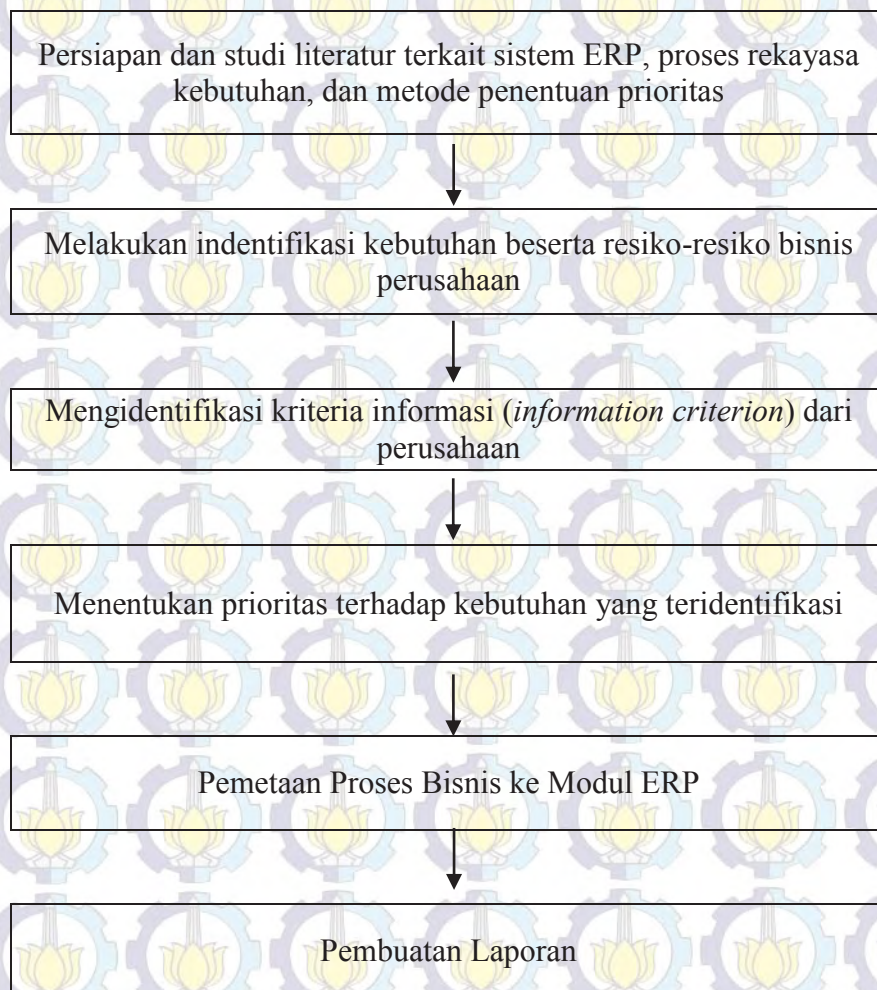 Persiapan dan studi literatur terkait sistem ERP, proses rekayasa
kebutuhan, dan metode penentuan prioritas
Melakukan indentifikasi kebutuhan beserta resiko-resiko bisnis
perusahaan
Mengidentifikasi kriteria informasi (information criterion) dari
perusahaan
Menentukan prioritas terhadap kebutuhan yang teridentifikasi
Pemetaan Proses Bisnis ke Modul ERP
Pembuatan Laporan